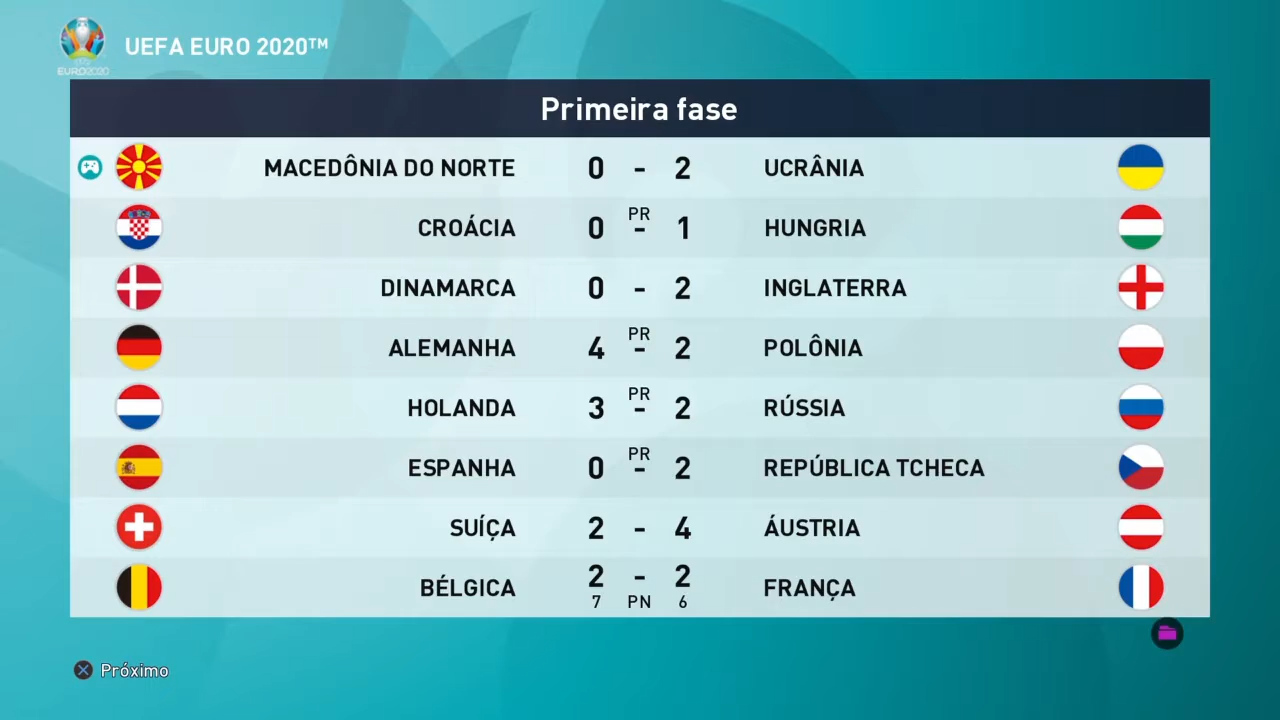 UEFA EURO 2020™
EURO2020
Primeira fase
MACEDÔNIA DO NORTE 0 - 2 UCRÂNIA
CROÁCIA 0 PR - 1 HUNGRIA
DINAMARCA 0 - 2 INGLATERRA
ALEMANHA 4 PR - 2 POLÔNIA
HOLANDA 3 PR - 2 RÚSSIA
ESPANHA 0 PR - 2 REPÚBLICA TCHECA
SUÍÇA 2 - 4 ÁUSTRIA
BÉLGICA 2 - 2 FRANÇA
7 PN 6
Próximo